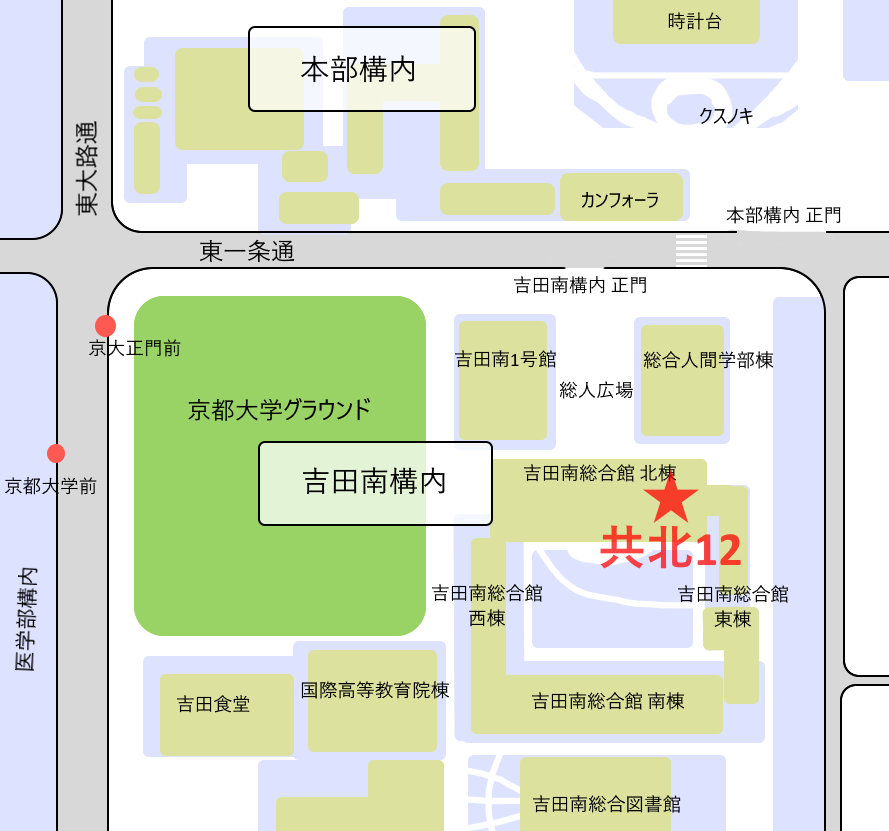 時計台
本部構内
クスノキ
東大路通
カンフォーラ
本部構内 正門
東一条通
吉田南構内 正門
京大正門前
吉田南1号館
総合人間学部棟
総人広場
京都大学グラウンド
吉田南構内
吉田南総合館 北棟
京都大学前
共北12
医学部構内
吉田南総合館
西棟
吉田南総合館
東棟
国際高等教育院棟
吉田食堂
吉田南総合館 南棟
吉田南総合図書館